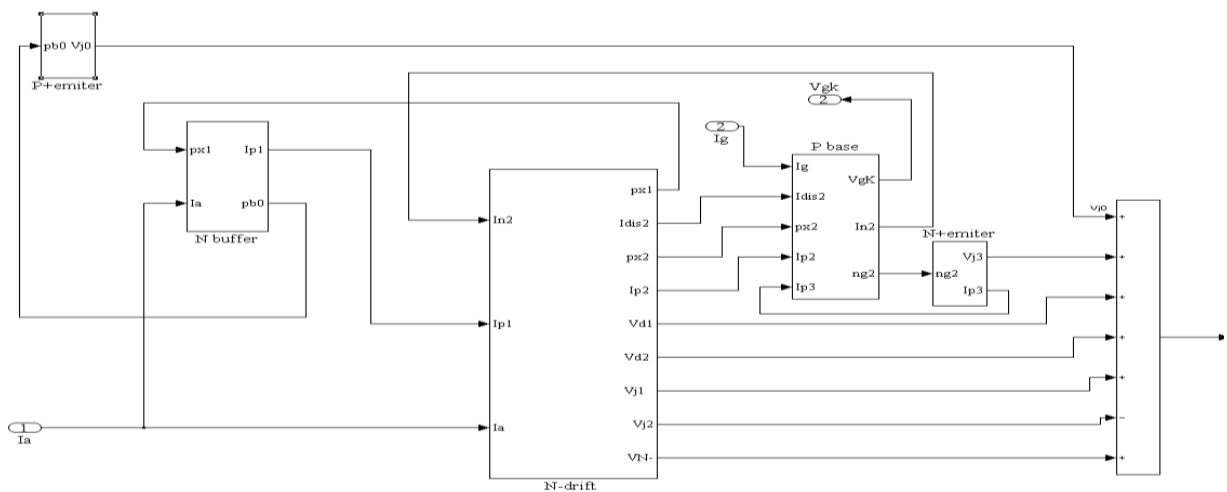 pb0 Vj0
P+emiter
px1
Ip1
Ia
pb0
N buffer
In2
Ip1
Ia
px1
Idis2
px2
Ip2
Vd1
Vd2
Vj1
Vj2
VN-
N-drift
2
Ig
Vgk
2
P base
Ig
Idis2
px2
Ip2
Ip3
VgK
In2
ng2
N+emiter
ng2
Vj3
Ip3
Vj0
+
+
+
+
+
−
+
1
Ia